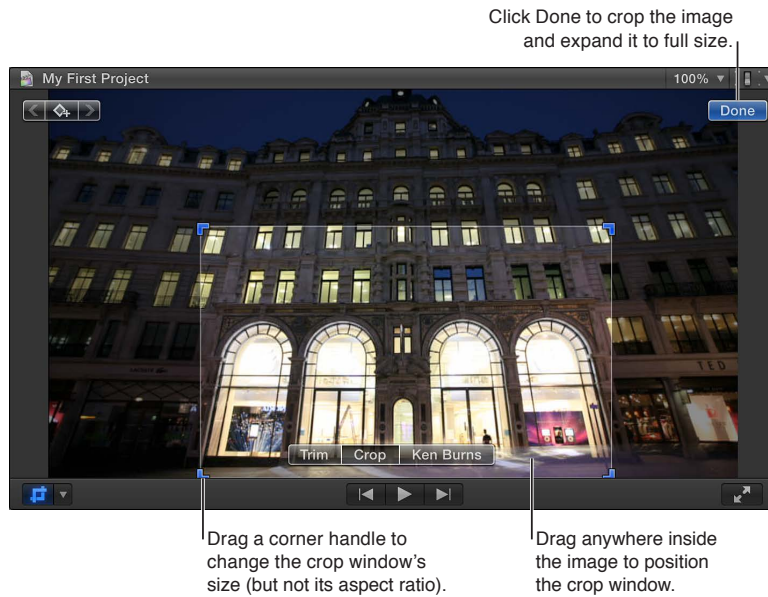 Click Done to crop the image
and expand it to full size.
My First Project
100%
Done
TED
Trim Crop Ken Burns
Drag a corner handle to
change the crop window's
size (but not its aspect ratio).
Drag anywhere inside
the image to position
the crop window.